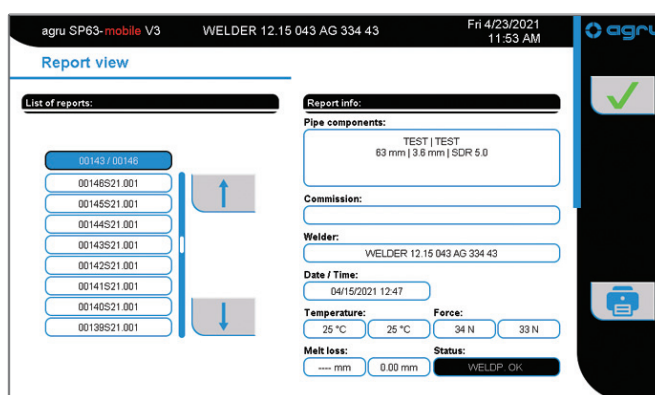 agru SP63-mobile V3
WELDER 12.15 043 AG 334 43
Fri 4/23/2021
11:53 AM
agru
Report view
List of reports:
00143 / 00146
00146S21.001
00145S21.001
00144S21.001
00143S21.001
00142S21.001
00141S21.001
00140S21.001
00139S21.001
Report info:
Pipe components:
TEST | TEST
63 mm | 3.6 mm | SDR 5.0
Commission:
Welder:
WELDER 12.15 043 AG 334 43
Date / Time:
04/15/2021 12:47
Temperature: Force:
25 °C 25 °C 34 N 33 N
Melt loss: Status:
---- mm 0.00 mm WELDP. OK